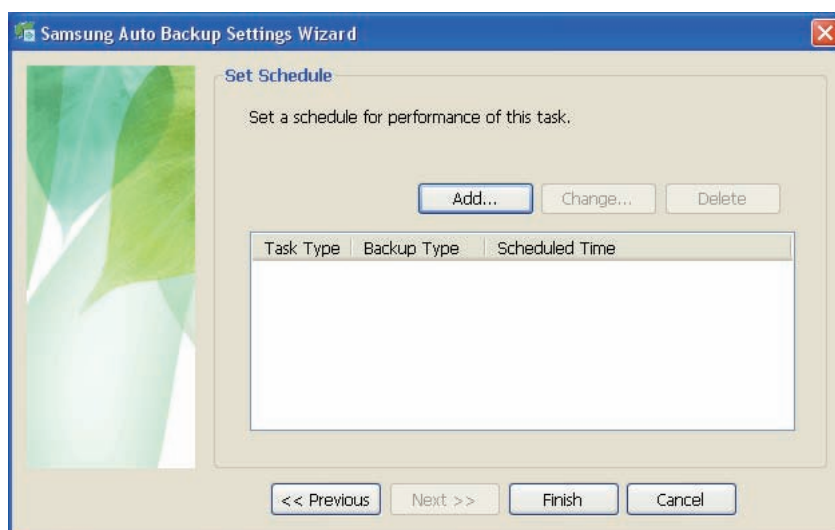 Samsung Auto Backup Settings Wizard
Set Schedule
Set a schedule for performance of this task.
Add... Change... Delete
Task Type Backup Type Scheduled Time
<< Previous Next >> Finish Cancel